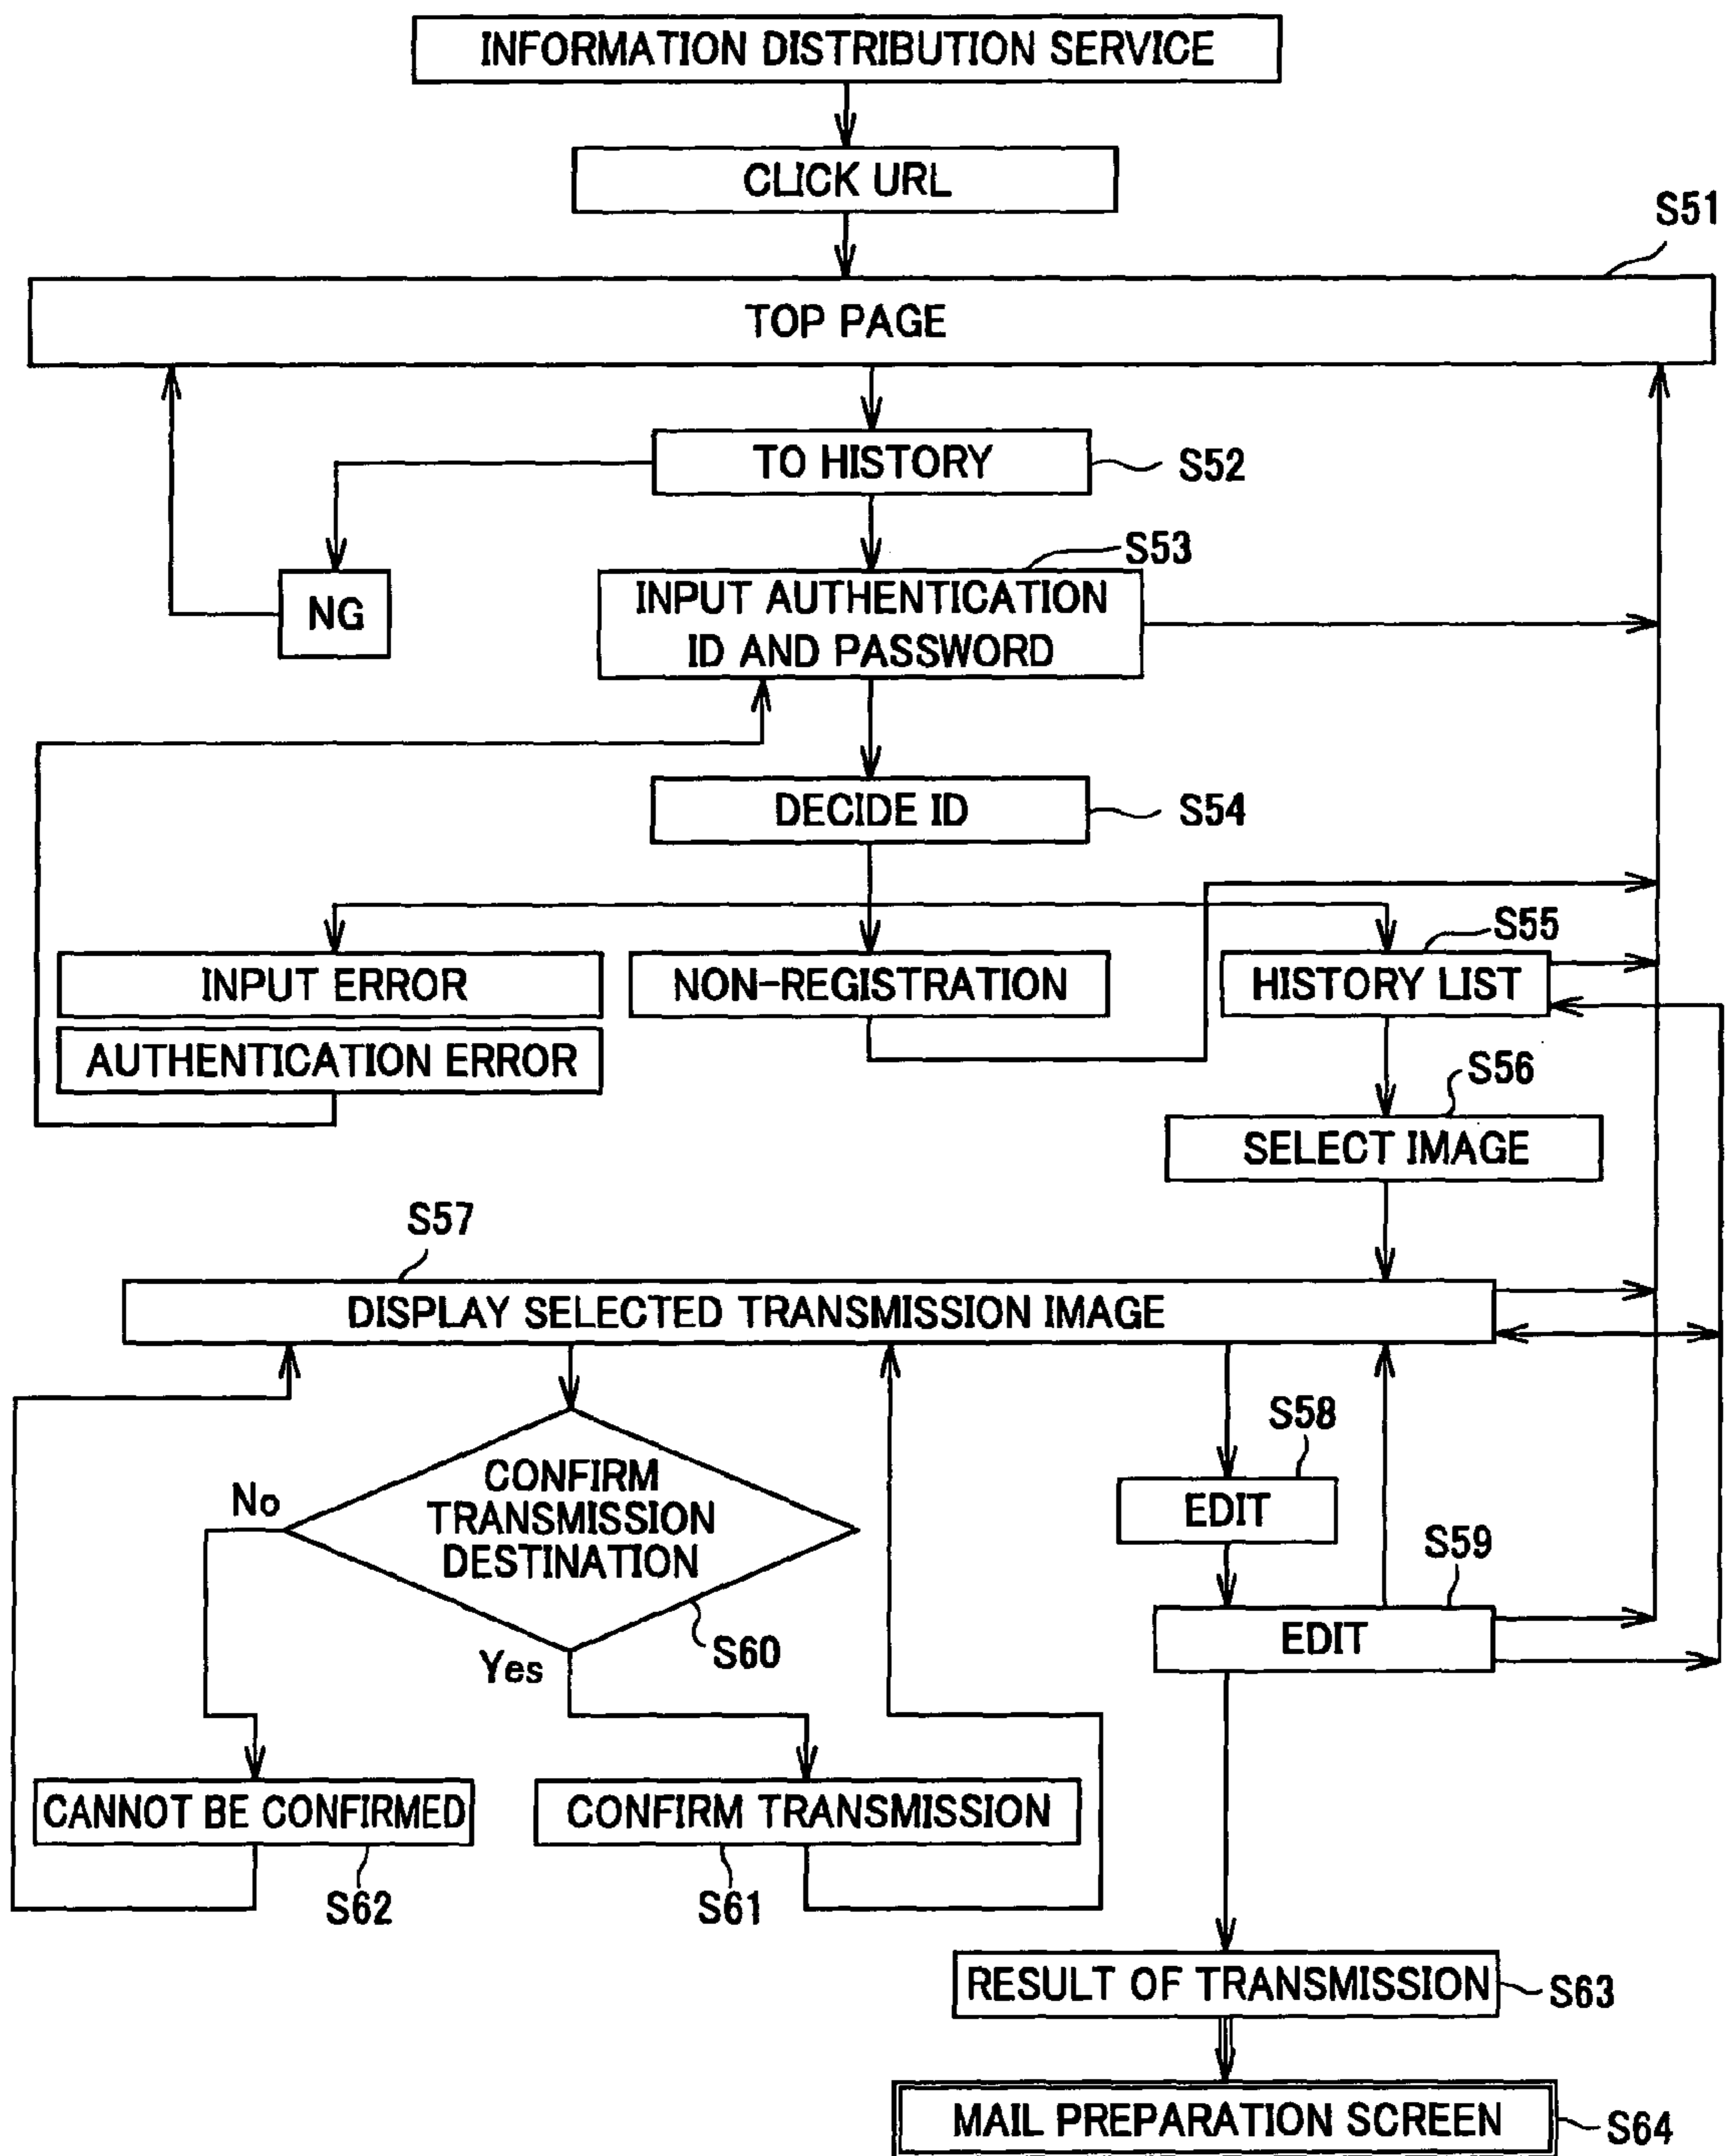 INFORMATION DISTRIBUTION SERVICE
CLICK URL
S51
TOP PAGE
TO HISTORY
S52
S53
NG
INPUT AUTHENTICATION
ID AND PASSWORD
DECIDE ID
S54
S55
INPUT ERROR
NON-REGISTRATION
HISTORY LIST
AUTHENTICATION ERROR
S56
SELECT IMAGE
S57
DISPLAY SELECTED TRANSMISSION IMAGE
S58
CONFIRM
TRANSMISSION
DESTINATION
No
EDIT
S59
EDIT
S60
Yes
CANNOT BE CONFIRMED
CONFIRM TRANSMISSION
S62
S61
RESULT OF TRANSMISSION
S63
MAIL PREPARATION SCREEN
S64